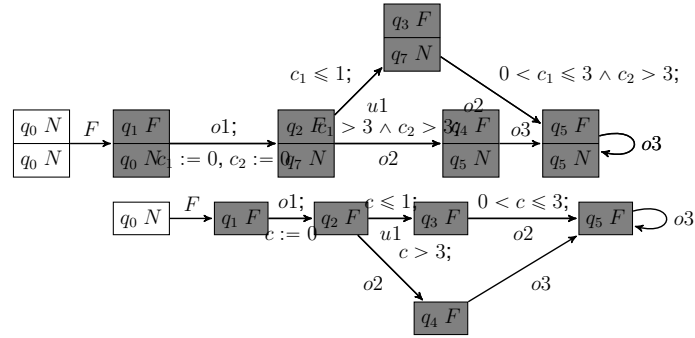 q₃ F
q₇ N
c₁ ⩽ 1;
u1
0 < c₁ ⩽ 3 ∧ c₂ > 3;
o2
q₀ N
q₀ N
F
q₁ F
q₀ N
o1;
c₁ := 0, c₂ := 0
q₂ F
q₇ N
c₁ > 3 ∧ c₂ > 3;
o2
q₄ F
q₅ N
o3
q₅ F
q₅ N
o3
q₀ N
F
q₁ F
o1;
c := 0
q₂ F
c ⩽ 1;
u1
q₃ F
0 < c ⩽ 3;
o2
q₅ F
o3
c > 3;
o2
q₄ F
o3